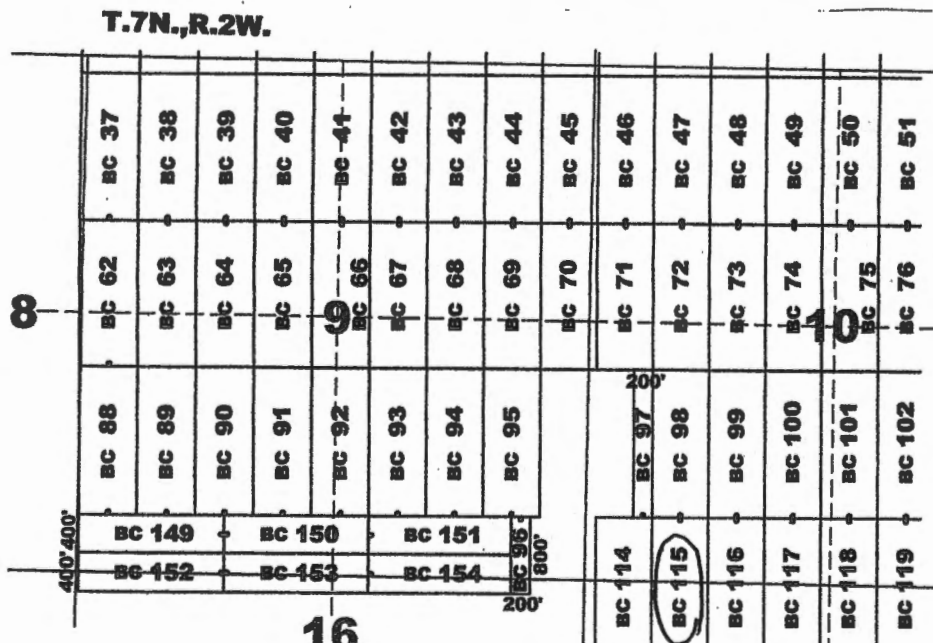 T.7N.,R.2W.
BC 37 BC 38 BC 39 BC 40 BC 41 BC 42 BC 43 BC 44 BC 45 BC 46 BC 47 BC 48 BC 49 BC 50 BC 51
BC 62 BC 63 BC 64 BC 65 BC 66 BC 67 BC 68 BC 69 BC 70 BC 71 BC 72 BC 73 BC 74 BC 75 BC 76
8 9 10
200'
BC 88 BC 89 BC 90 BC 91 BC 92 BC 93 BC 94 BC 95 BC 97 BC 98 BC 99 BC 100 BC 101 BC 102
400' BC 149 BC 150 BC 151 BC 96 800'
400' BC 152 BC 153 BC 154
200'
BC 114 BC 115 BC 116 BC 117 BC 118 BC 119
16